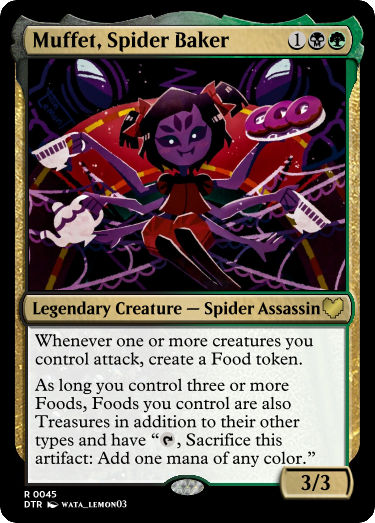 Muffet, Spider Baker 1
Legendary Creature — Spider Assassin
Whenever one or more creatures you
control attack, create a Food token.
As long you control three or more
Foods, Foods you control are also
Treasures in addition to their other
types and have “, Sacrifice this
artifact: Add one mana of any color.”
3/3
R 0045
DTR WATA_LEMON03